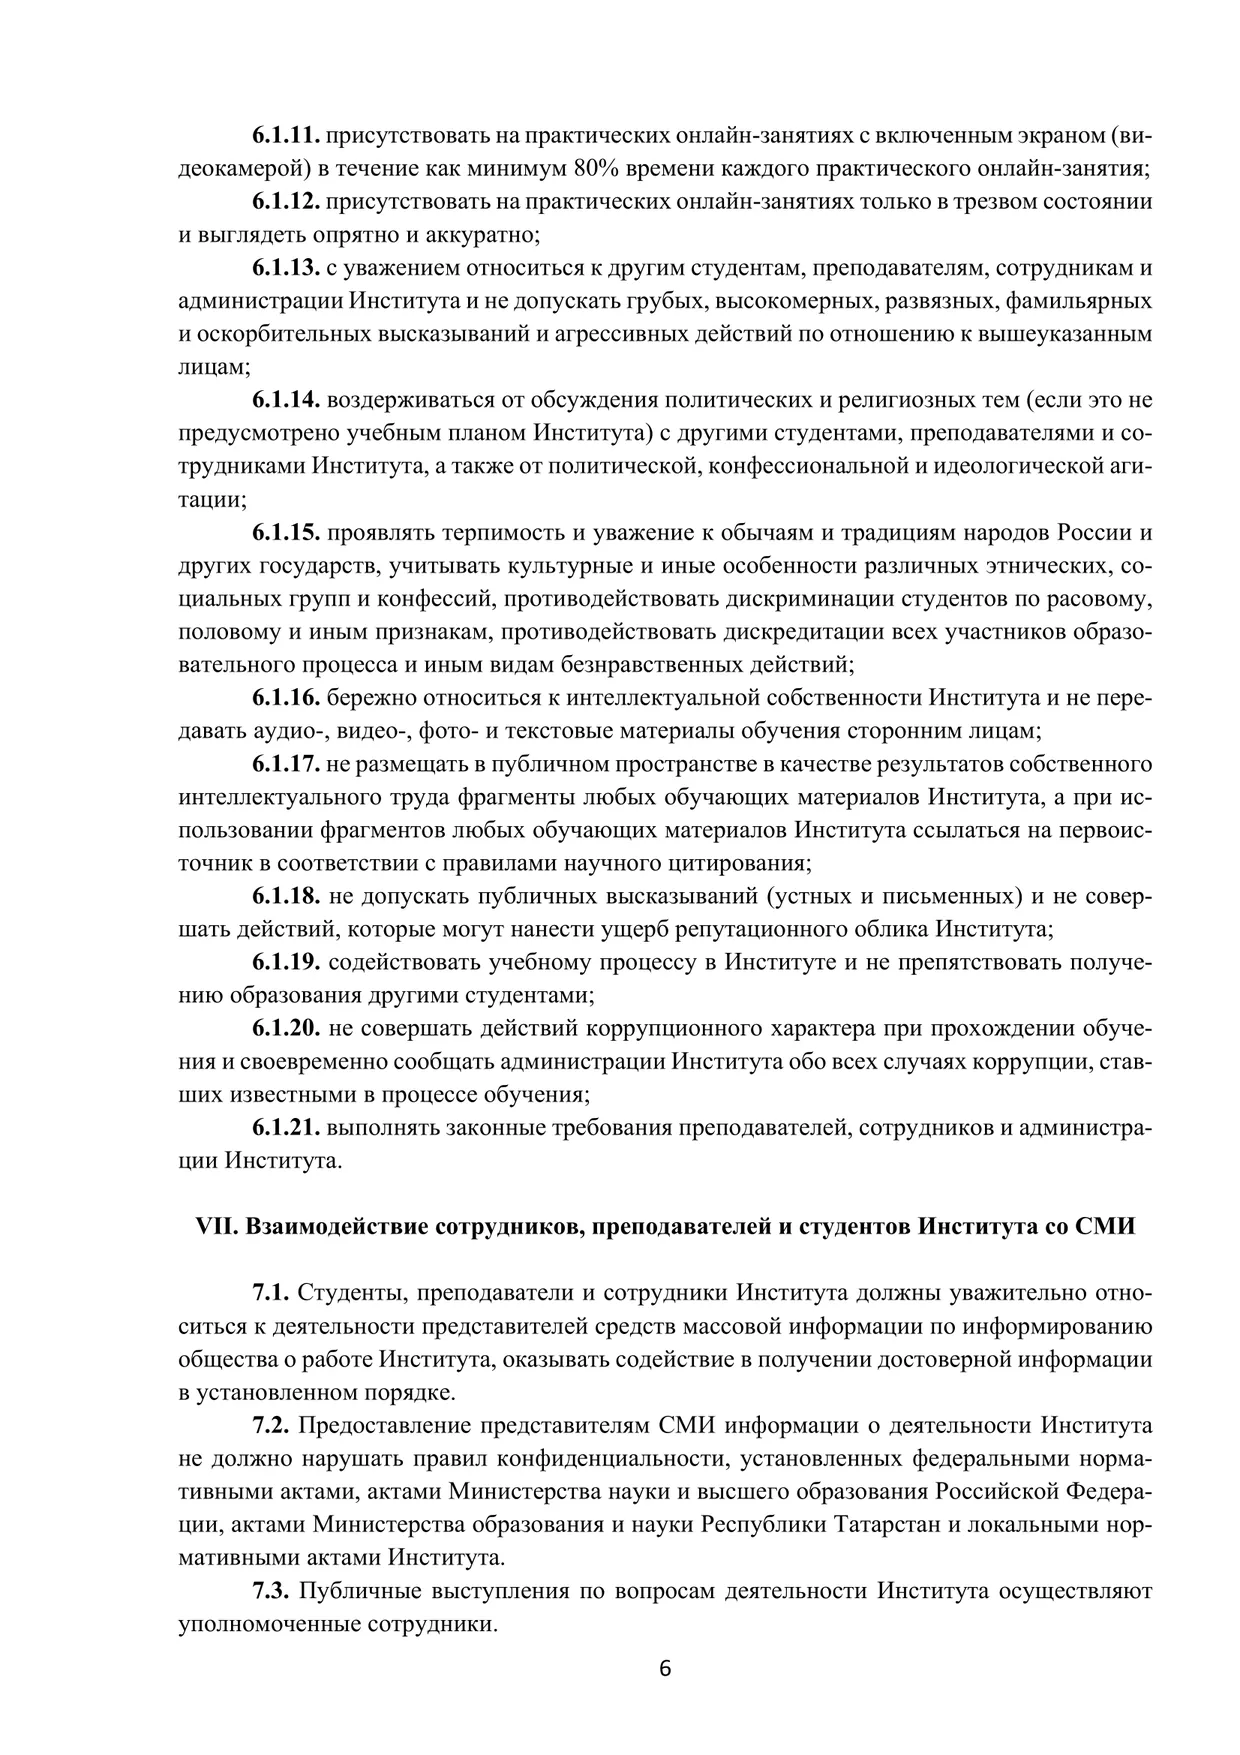 6.1.11. присутствовать на практических онлайн-занятиях с включенным экраном (ви-
деокамерой) в течение как минимум 80% времени каждого практического онлайн-занятия;
6.1.12. присутствовать на практических онлайн-занятиях только в трезвом состоянии
и выглядеть опрятно и аккуратно;
6.1.13. с уважением относиться к другим студентам, преподавателям, сотрудникам и
администрации Института и не допускать грубых, высокомерных, развязных, фамильярных
и оскорбительных высказываний и агрессивных действий по отношению к вышеуказанным
лицам;
6.1.14. воздерживаться от обсуждения политических и религиозных тем (если это не
предусмотрено учебным планом Института) с другими студентами, преподавателями и со-
трудниками Института, а также от политической, конфессиональной и идеологической аги-
тации;
6.1.15. проявлять терпимость и уважение к обычаям и традициям народов России и
других государств, учитывать культурные и иные особенности различных этнических, со-
циальных групп и конфессий, противодействовать дискриминации студентов по расовому,
половому и иным признакам, противодействовать дискредитации всех участников образо-
вательного процесса и иным видам безнравственных действий;
6.1.16. бережно относиться к интеллектуальной собственности Института и не пере-
давать аудио-, видео-, фото- и текстовые материалы обучения сторонним лицам;
6.1.17. не размещать в публичном пространстве в качестве результатов собственного
интеллектуального труда фрагменты любых обучающих материалов Института, а при ис-
пользовании фрагментов любых обучающих материалов Института ссылаться на первоис-
точник в соответствии с правилами научного цитирования;
6.1.18. не допускать публичных высказываний (устных и письменных) и не совер-
шать действий, которые могут нанести ущерб репутационного облика Института;
6.1.19. содействовать учебному процессу в Институте и не препятствовать получе-
нию образования другими студентами;
6.1.20. не совершать действий коррупционного характера при прохождении обуче-
ния и своевременно сообщать администрации Института обо всех случаях коррупции, став-
ших известными в процессе обучения;
6.1.21. выполнять законные требования преподавателей, сотрудников и администра-
ции Института.
VII. Взаимодействие сотрудников, преподавателей и студентов Института со СМИ
7.1. Студенты, преподаватели и сотрудники Института должны уважительно отно-
ситься к деятельности представителей средств массовой информации по информированию
общества о работе Института, оказывать содействие в получении достоверной информации
в установленном порядке.
7.2. Предоставление представителям СМИ информации о деятельности Института
не должно нарушать правил конфиденциальности, установленных федеральными норма-
тивными актами, актами Министерства науки и высшего образования Российской Федера-
ции, актами Министерства образования и науки Республики Татарстан и локальными нор-
мативными актами Института.
7.3. Публичные выступления по вопросам деятельности Института осуществляют
уполномоченные сотрудники.
6